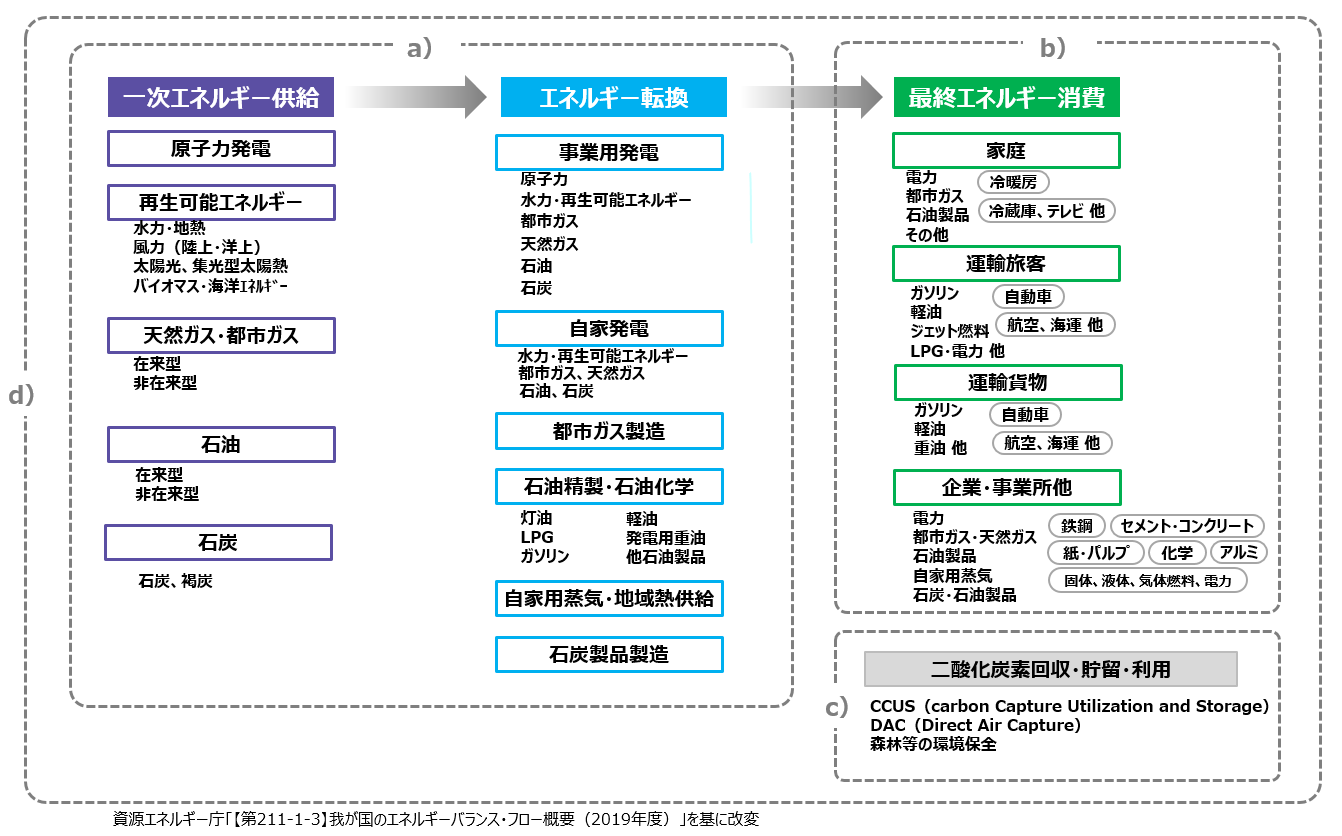 a）
b）
一次エネルギー供給
エネルギー転換
最終エネルギー消費
原子力発電
再生可能エネルギー
水力・地熱
風力（陸上・洋上）
太陽光、集光型太陽熱
バイオマス・海洋ｴﾈﾙｷﾞｰ
天然ガス・都市ガス
在来型
非在来型
石油
在来型
非在来型
石炭
石炭、褐炭
事業用発電
原子力
水力・再生可能エネルギー
都市ガス
天然ガス
石油
石炭
自家発電
水力・再生可能エネルギー
都市ガス、天然ガス
石油、石炭
都市ガス製造
石油精製・石油化学
灯油 軽油
LPG 発電用重油
ガソリン 他石油製品
自家用蒸気・地域熱供給
石炭製品製造
家庭
電力
都市ガス
石油製品
その他
冷暖房
冷蔵庫、テレビ 他
運輸旅客
ガソリン
軽油
ジェット燃料
LPG・電力 他
自動車
航空、海運 他
運輸貨物
ガソリン
軽油
重油 他
自動車
航空、海運 他
企業・事業所他
電力
都市ガス・天然ガス
石油製品
自家用蒸気
石炭・石油製品
鉄鋼 セメント・コンクリート
紙・パルプ 化学 アルミ
固体、液体、気体燃料、電力
c）
二酸化炭素回収・貯留・利用
CCUS（carbon Capture Utilization and Storage）
DAC（Direct Air Capture）
森林等の環境保全
d）
資源エネルギー庁「【第211-1-3】我が国のエネルギーバランス・フロー概要（2019年度）」を基に改変